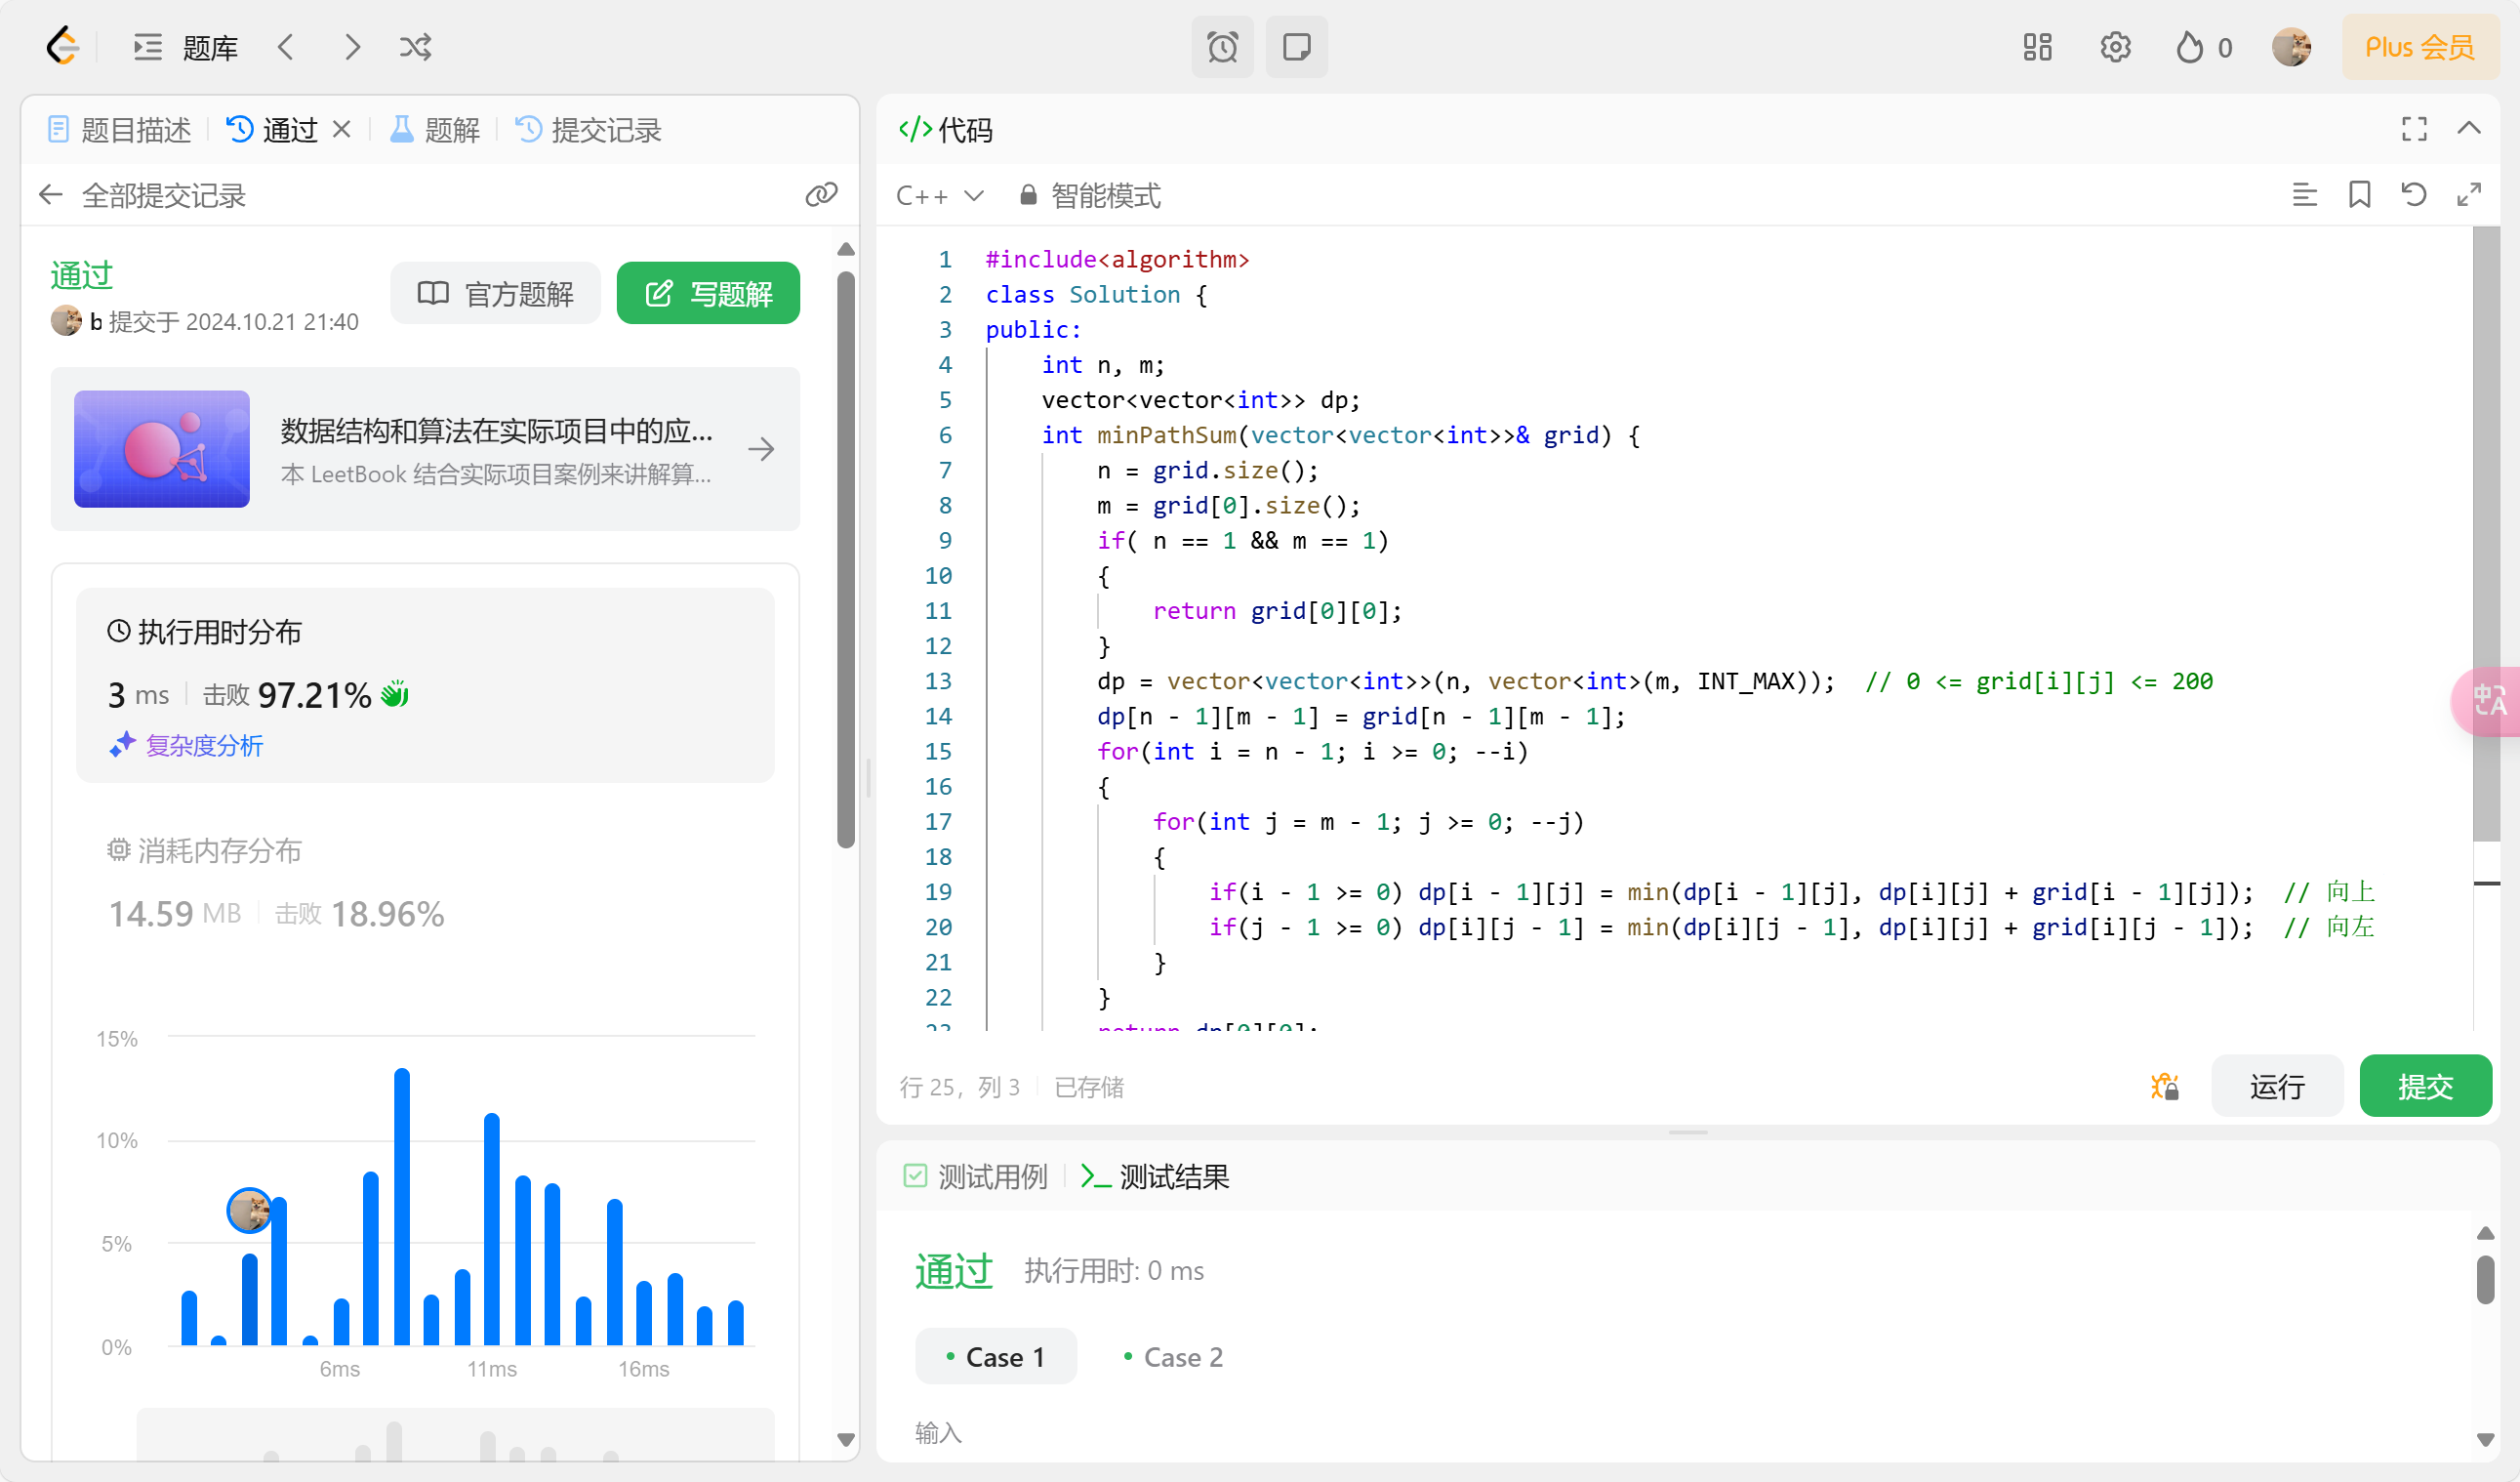 题库
0
Plus 会员
题目描述
通过
题解
提交记录
全部提交记录
通过
b 提交于 2024.10.21 21:40
官方题解
写题解
数据结构和算法在实际项目中的应...
本 LeetBook 结合实际项目案例来讲解算...
执行用时分布
3 ms 击败 97.21%
复杂度分析
消耗内存分布
14.59 MB 击败 18.96%
15%
10%
5%
0%
6ms 11ms 16ms
代码
C++ 智能模式
1 #include<algorithm>
2 class Solution {
3 public:
4     int n, m;
5     vector<vector<int>> dp;
6     int minPathSum(vector<vector<int>>& grid) {
7         n = grid.size();
8         m = grid[0].size();
9         if( n == 1 && m == 1)
10         {
11             return grid[0][0];
12         }
13         dp = vector<vector<int>>(n, vector<int>(m, INT_MAX));  // 0 <= grid[i][j] <= 200
14         dp[n - 1][m - 1] = grid[n - 1][m - 1];
15         for(int i = n - 1; i >= 0; --i)
16         {
17             for(int j = m - 1; j >= 0; --j)
18             {
19                 if(i - 1 >= 0) dp[i - 1][j] = min(dp[i - 1][j], dp[i][j] + grid[i - 1][j]);  // 向上
20                 if(j - 1 >= 0) dp[i][j - 1] = min(dp[i][j - 1], dp[i][j] + grid[i][j - 1]);  // 向左
21             }
22         }
23         return dp[0][0];
行 25, 列 3 已存储
运行
提交
测试用例
测试结果
通过 执行用时: 0 ms
Case 1
Case 2
输入
中A